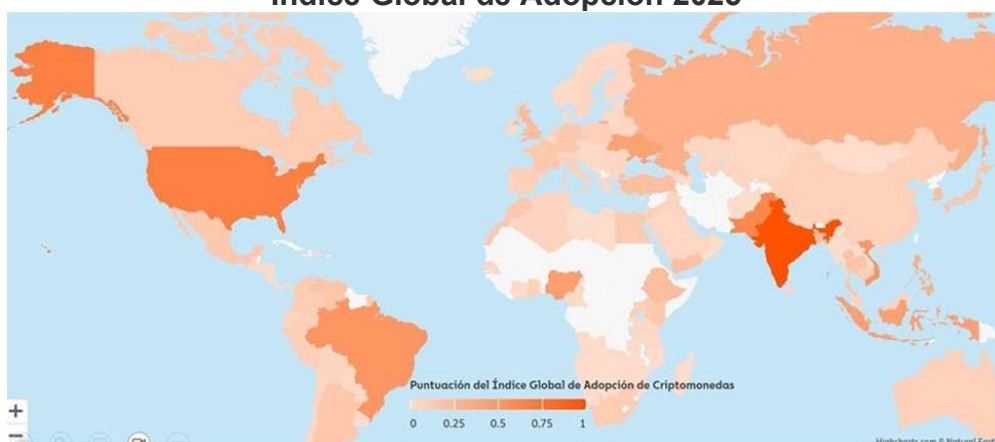 Índice Global de Adopción 2025
Puntuación del Índice Global de Adopción de Criptomonedas
0 0.25 0.5 0.75 1
Highcharts.com © Natural Earth